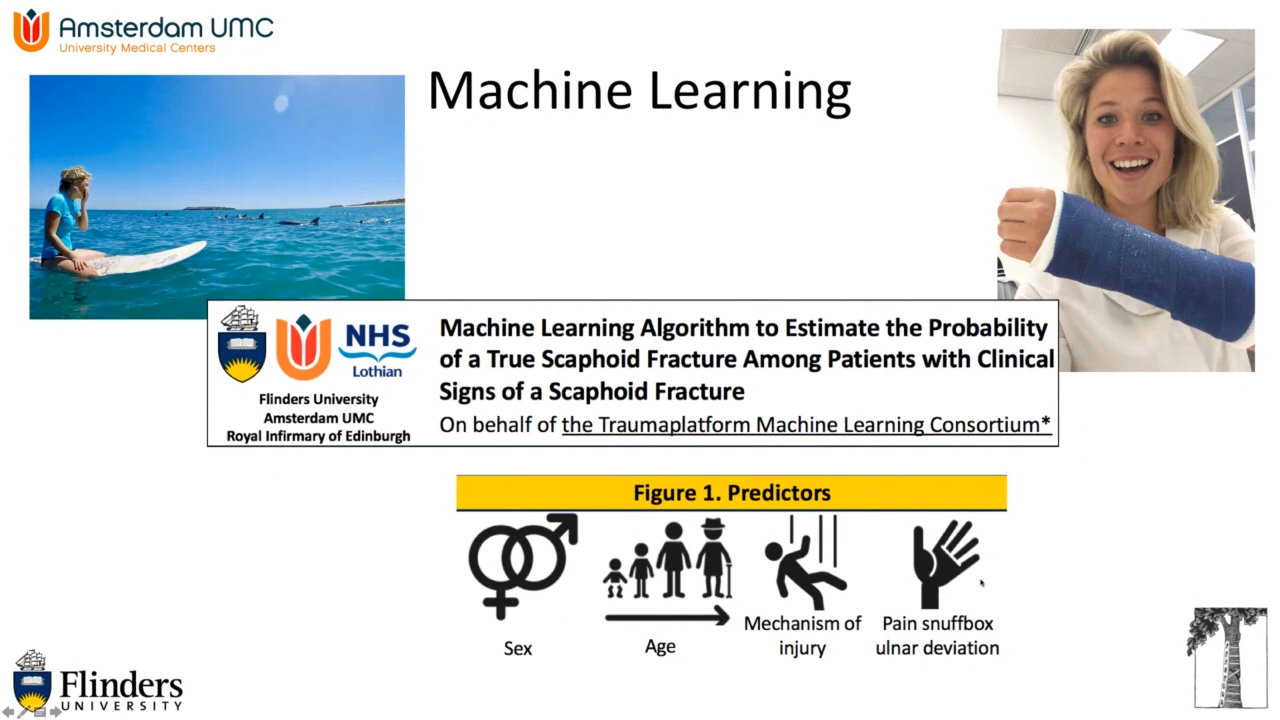 Amsterdam UMC
University Medical Centers
Machine Learning
NHS
Lothian
Flinders University
Amsterdam UMC
Royal Infirmary of Edinburgh
Machine Learning Algorithm to Estimate the Probability
of a True Scaphoid Fracture Among Patients with Clinical
Signs of a Scaphoid Fracture
On behalf of the Traumaplatform Machine Learning Consortium*
Figure 1. Predictors
Sex
Age
Mechanism of
injury
Pain snuffbox
ulnar deviation
Flinders
UNIVERSITY